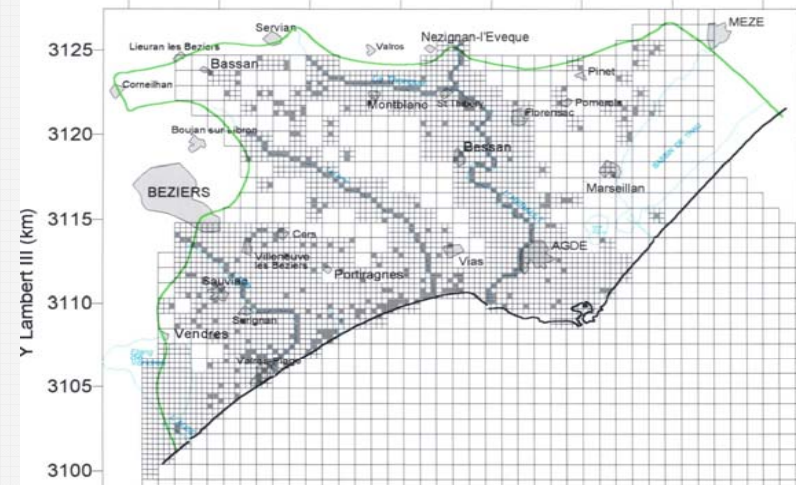 MEZE
Servian
Nezignan-l'Eveque
3125
Lieuran les Beziers
Valros
Bassan
Pinet
Corneilhan
Montblanc
St Thibery
Pomerols
Florensac
3120
Boujan sur Libron
Bessan
BEZIERS
Marseillan
3115
Cers
AGDE
Villeneuve
les Beziers
Vias
Portiragnes
Sauvian
3110
Serignan
Vendres
Valras-Plage
3105
3100
Y Lambert III (km)